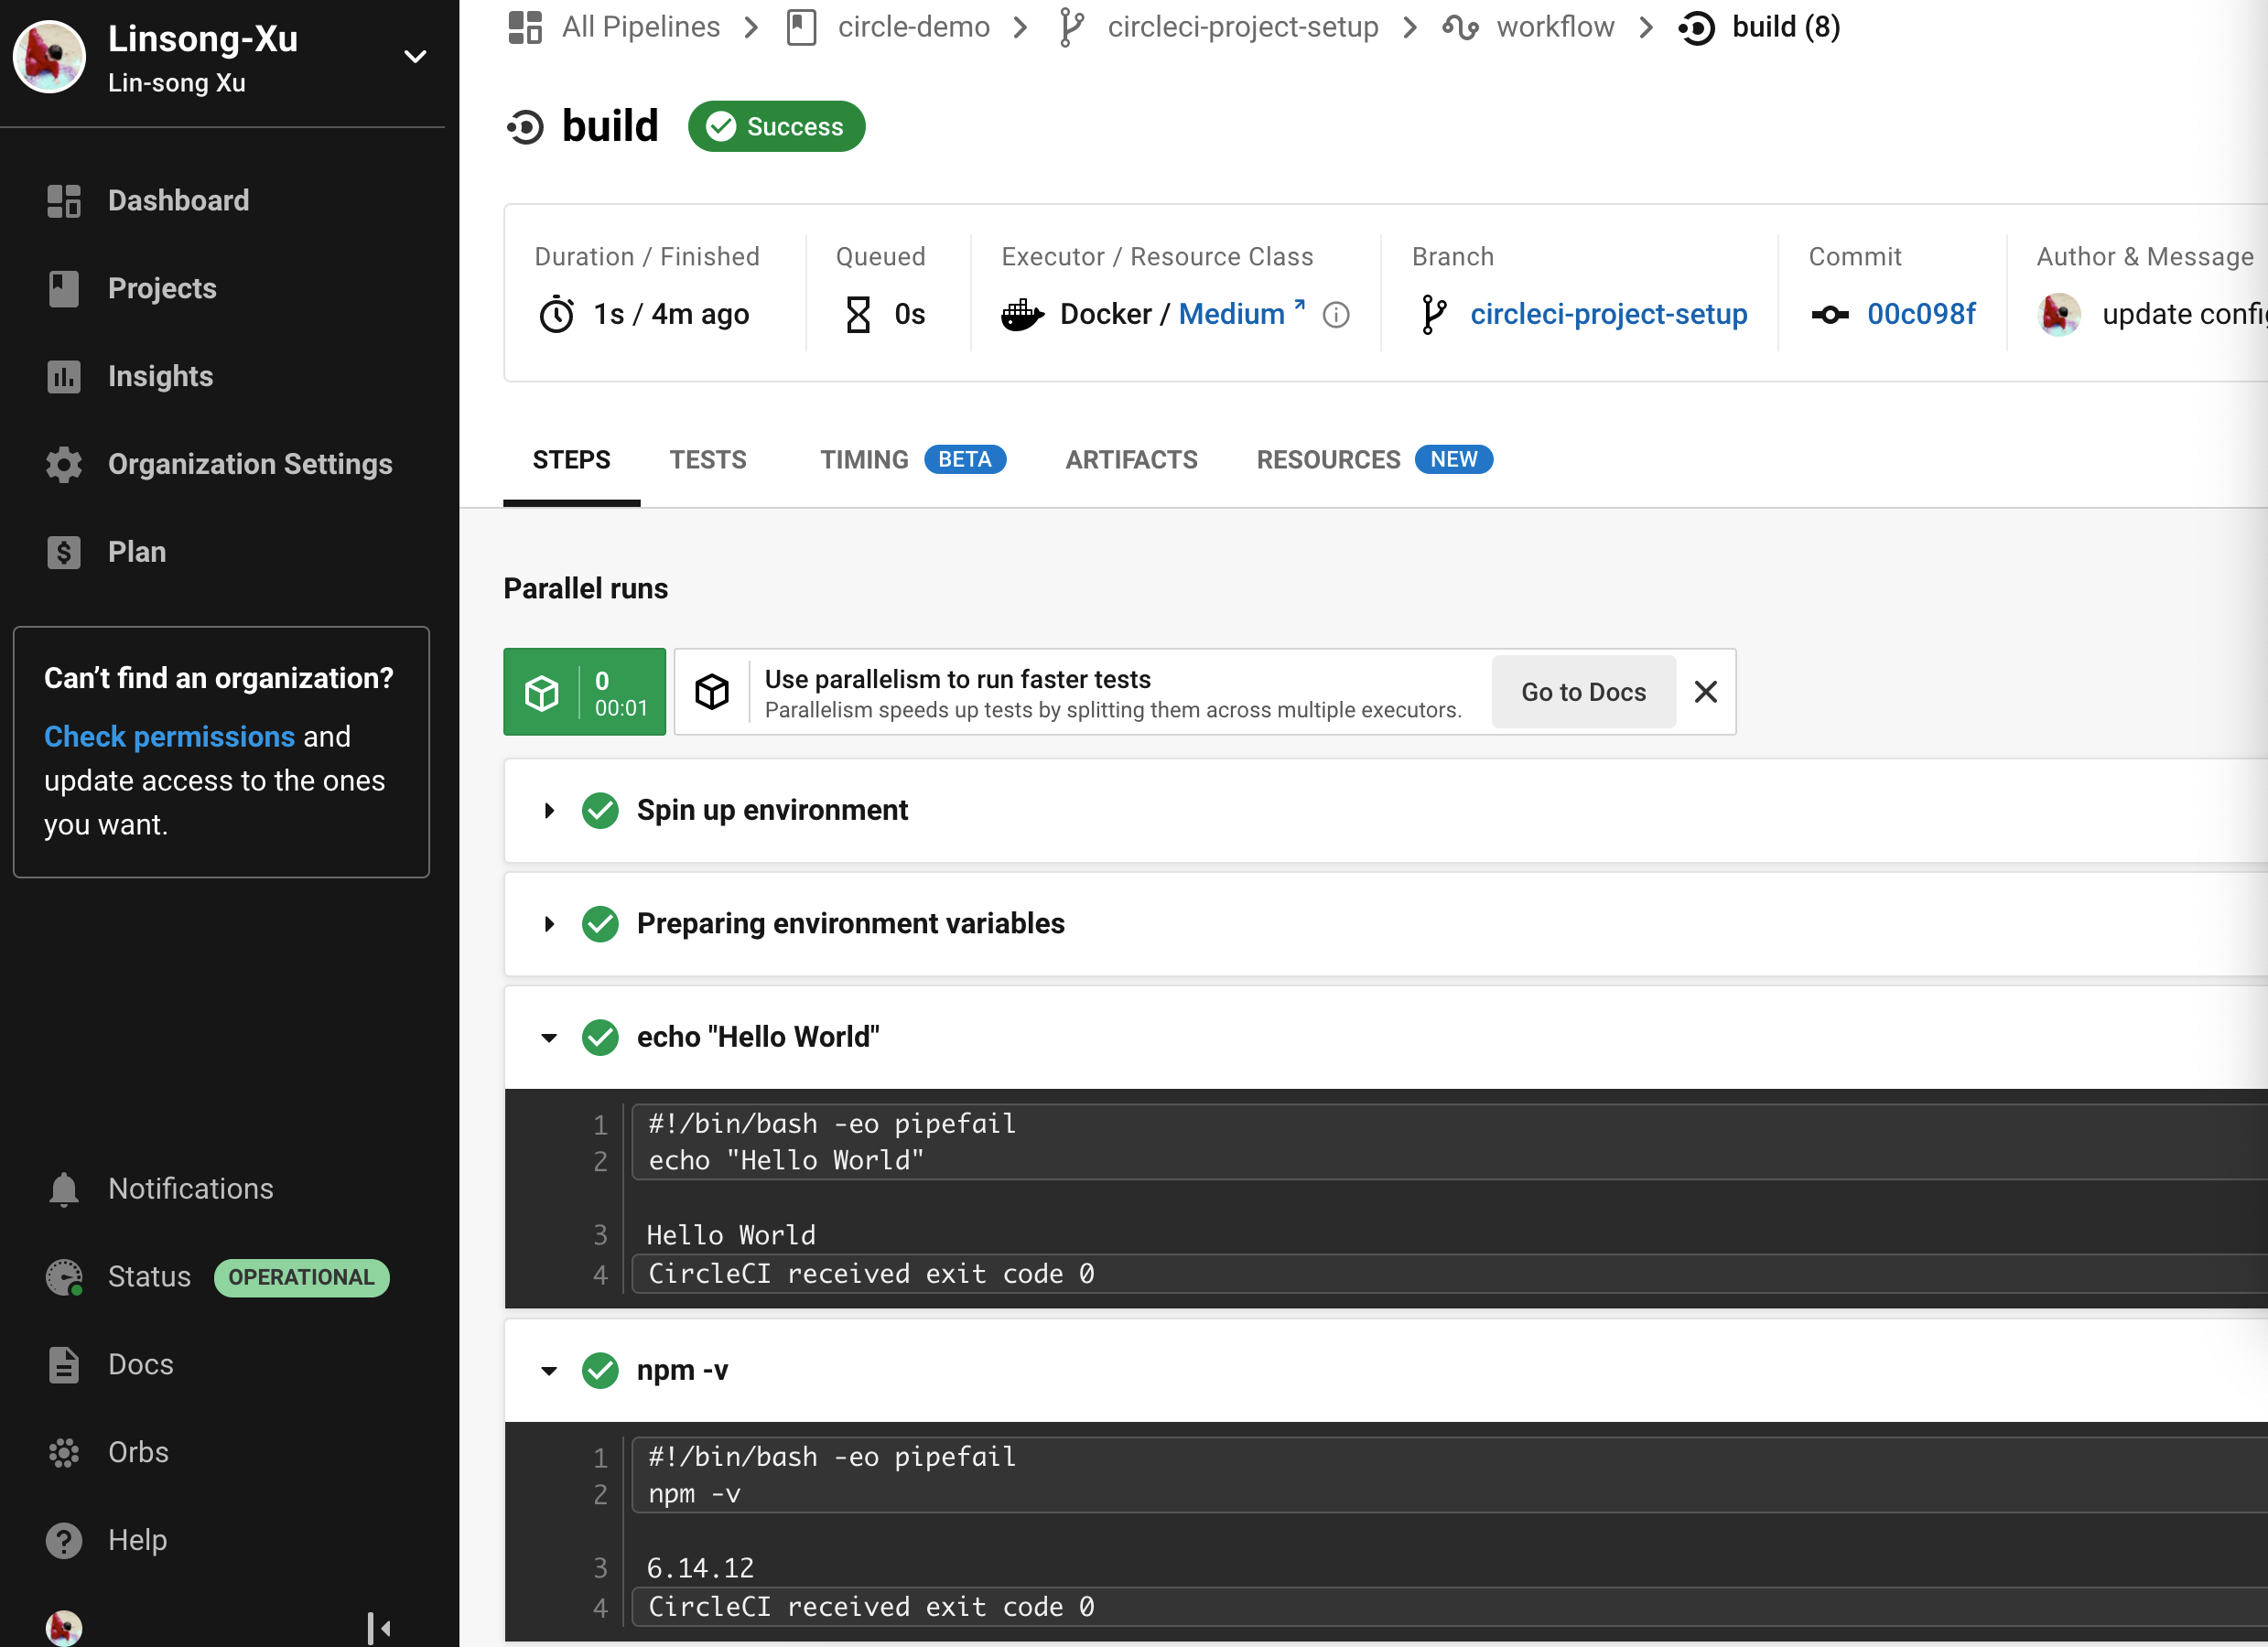 Linsong-Xu
Lin-song Xu
Dashboard
Projects
Insights
Organization Settings
Plan
Can't find an organization?
Check permissions and
update access to the ones
you want.
Notifications
Status OPERATIONAL
Docs
Orbs
Help
All Pipelines circle-demo circleci-project-setup workflow build (8)
build Success
Duration / Finished Queued Executor / Resource Class Branch Commit Author & Message
1s / 4m ago 0s Docker / Medium circleci-project-setup 00c098f update confi
STEPS TESTS TIMING BETA ARTIFACTS RESOURCES NEW
Parallel runs
0
00:01
Use parallelism to run faster tests
Parallelism speeds up tests by splitting them across multiple executors.
Go to Docs
Spin up environment
Preparing environment variables
echo "Hello World"
1 #!/bin/bash -eo pipefail
2 echo "Hello World"
3 Hello World
4 CircleCI received exit code 0
npm -v
1 #!/bin/bash -eo pipefail
2 npm -v
3 6.14.12
4 CircleCI received exit code 0